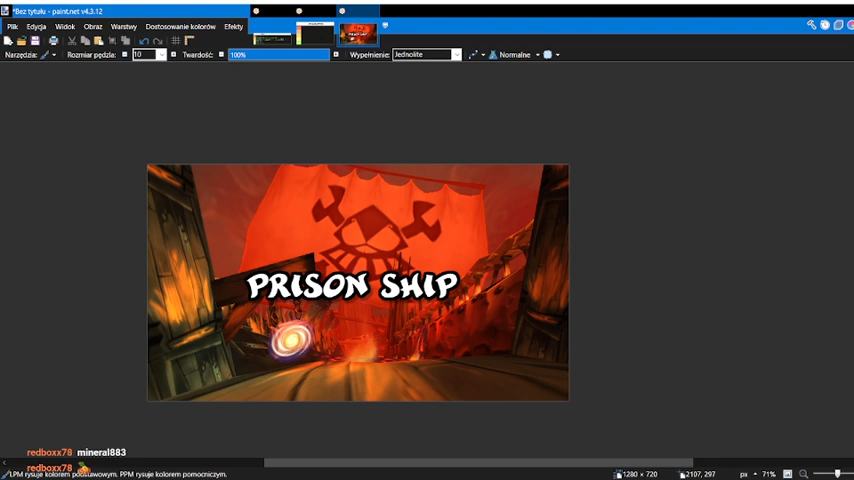 *Bez tytułu - paint.net v4.3.12
Plik Edycja Widok Obraz Warstwy Dostosowanie kolorów Efekty
Narzędzia: Rozmiar pędzla: 10 Twardość: 100% Wypełnienie: Jednolite Normalne
PRISON SHIP
redboxx78 mineral883
redboxx78
LPM rysuje kolorem podstawowym. PPM rysuje kolorem pomocniczym. 1280 × 720 2107, 297 px 71%